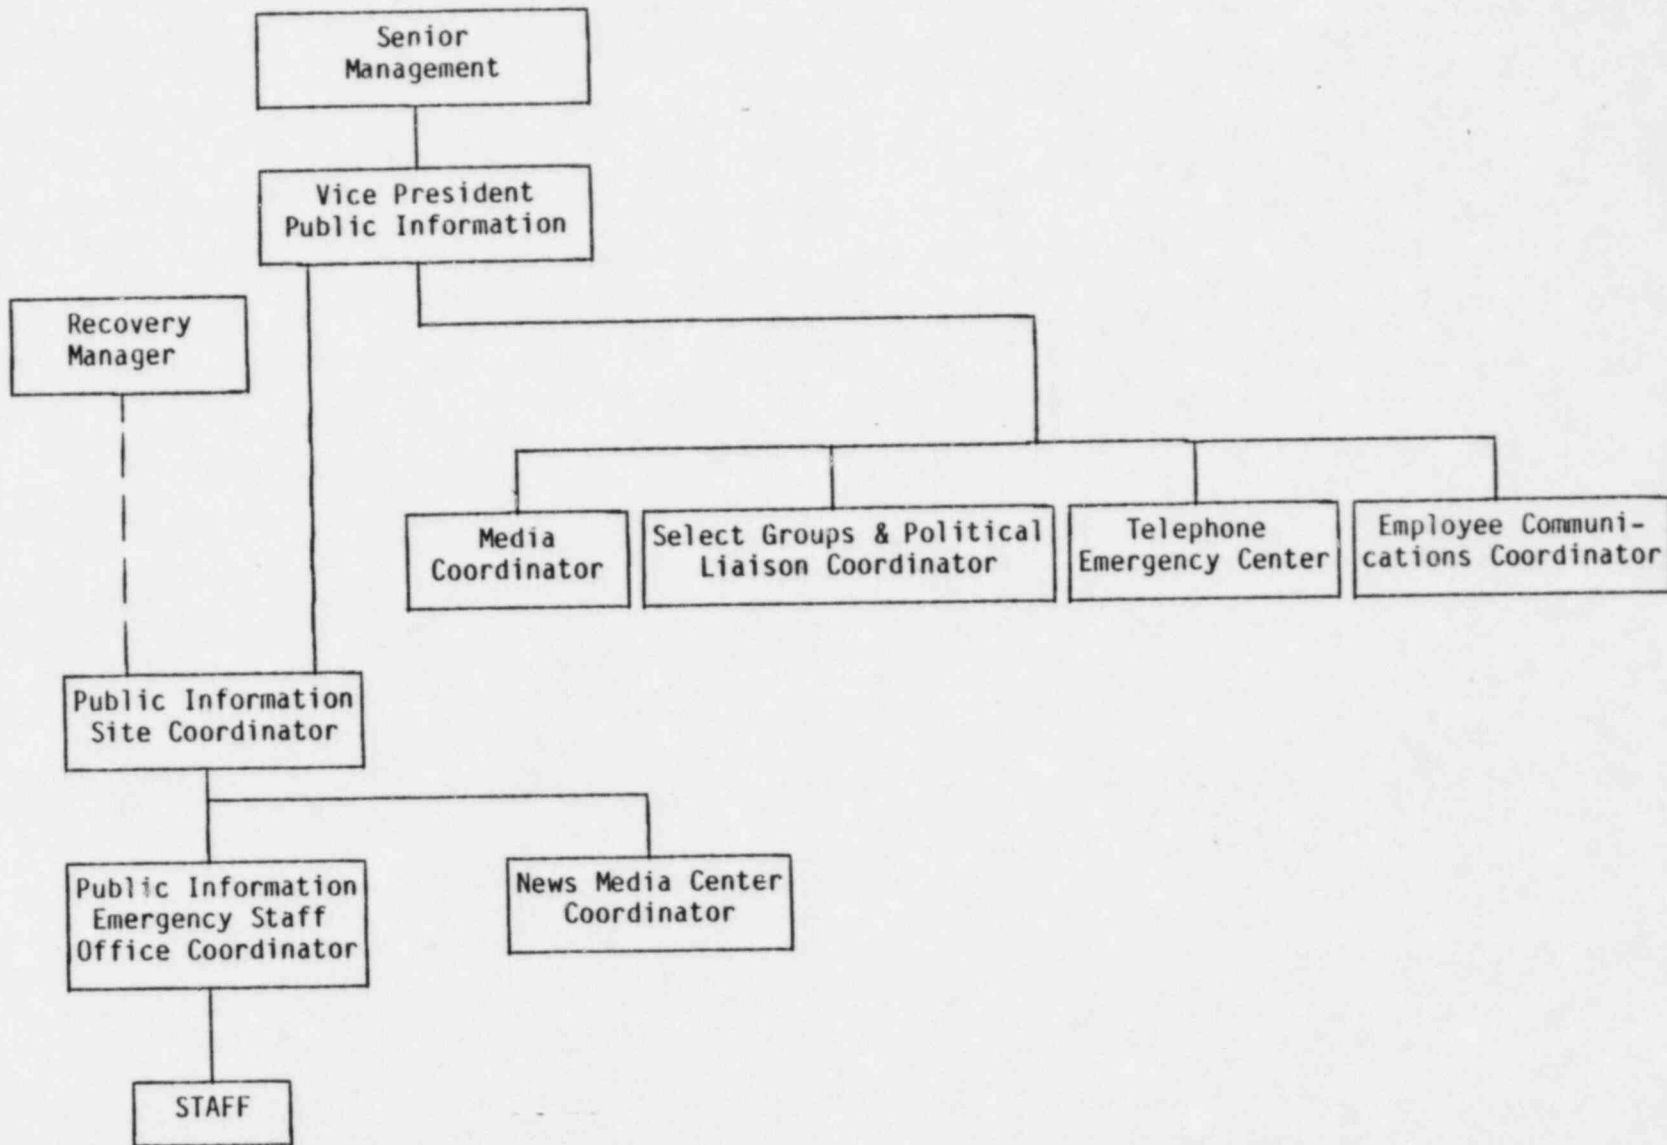 Senior
Management
Vice President
Public Information
Recovery
Manager
Media
Coordinator
Select Groups & Political
Liaison Coordinator
Telephone
Emergency Center
Employee Communi-
cations Coordinator
Public Information
Site Coordinator
Public Information
Emergency Staff
Office Coordinator
News Media Center
Coordinator
STAFF